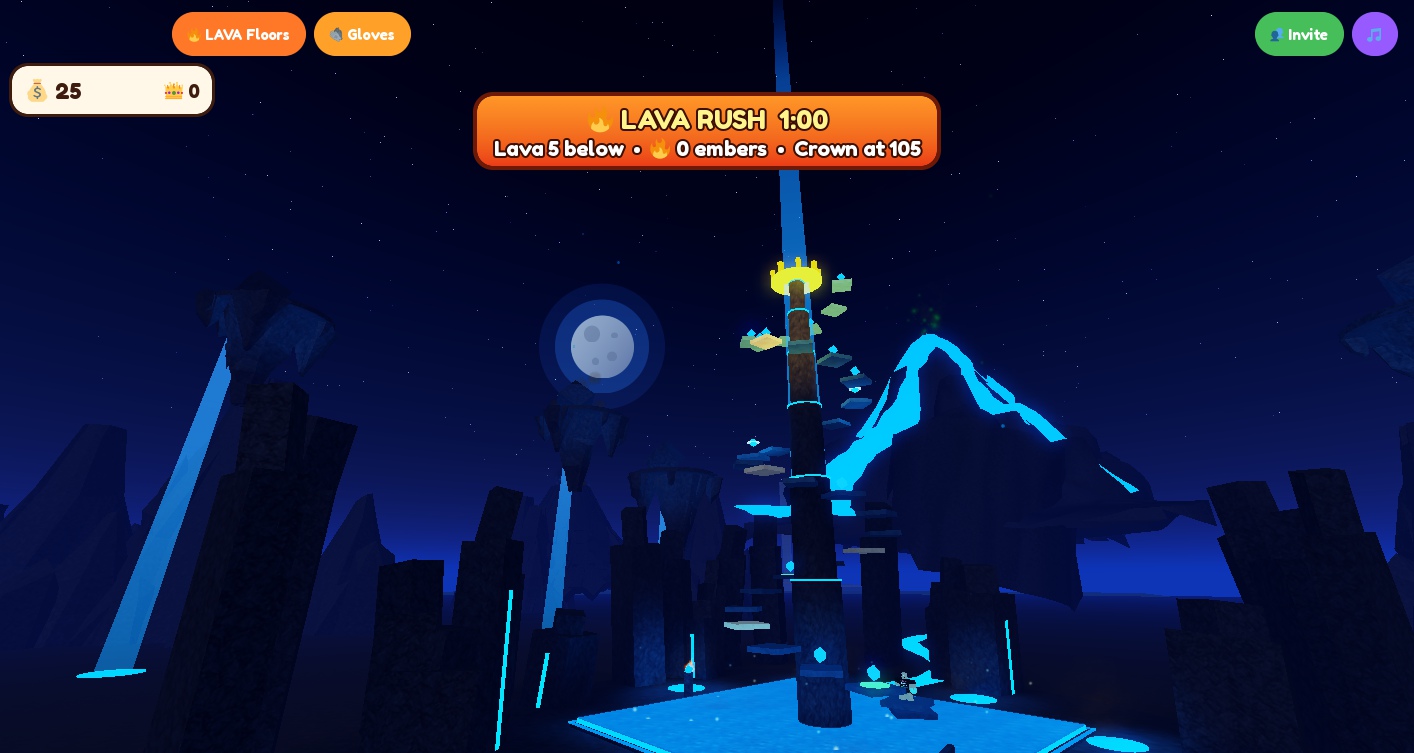 LAVA Floors
Gloves
Invite
25
0
LAVA RUSH 1:00
Lava 5 below • 0 embers • Crown at 105